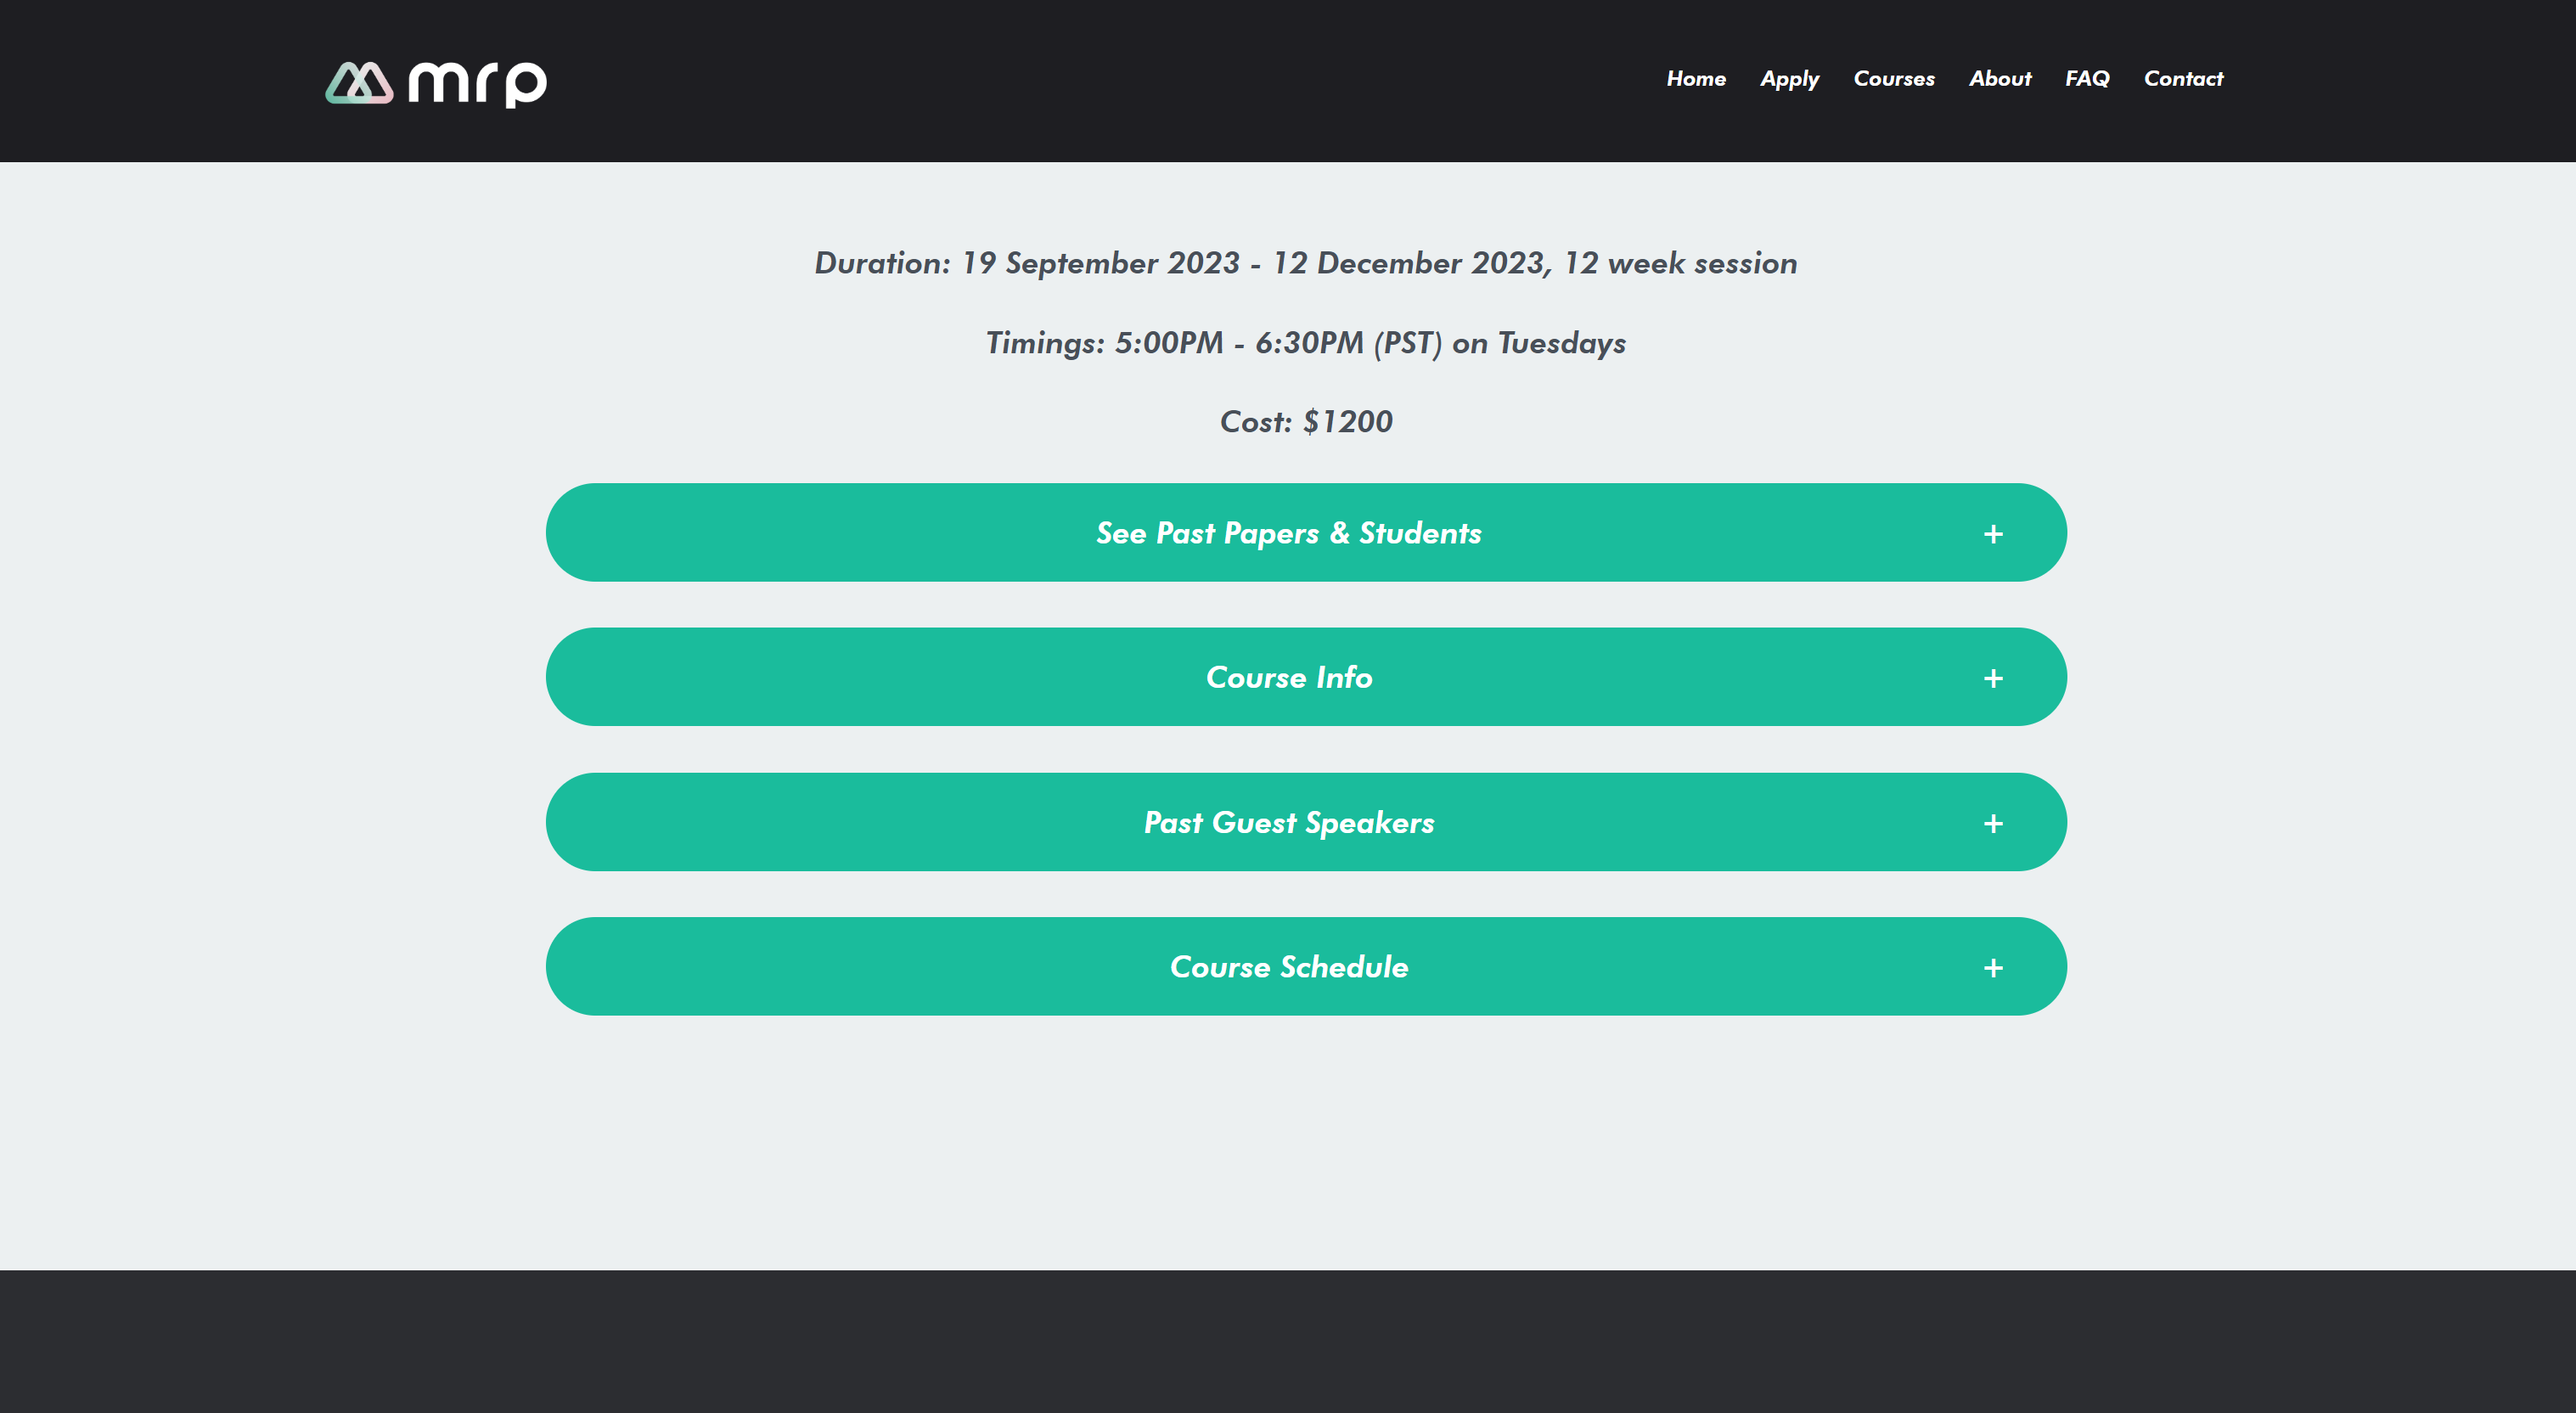 mrp
Home Apply Courses About FAQ Contact
Duration: 19 September 2023 - 12 December 2023, 12 week session
Timings: 5:00PM - 6:30PM (PST) on Tuesdays
Cost: $1200
See Past Papers & Students +
Course Info +
Past Guest Speakers +
Course Schedule +